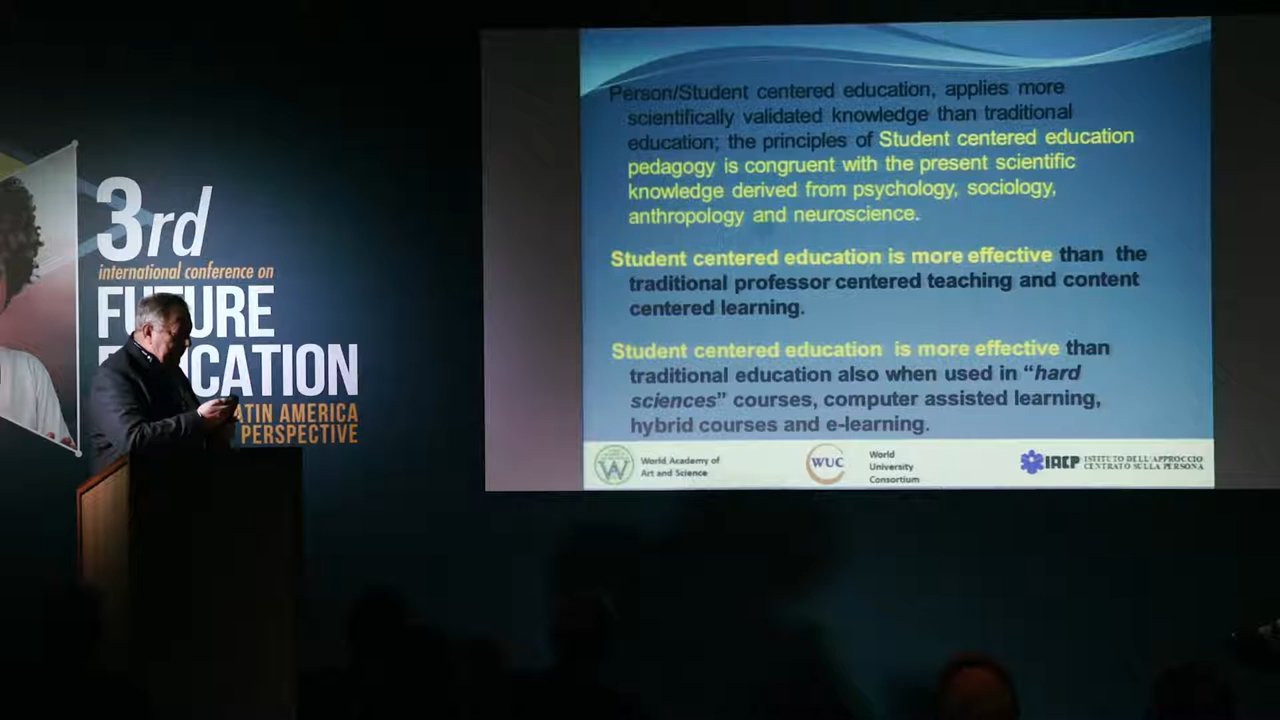 3rd
international conference on
FUTURE
CATION
ATIN AMERICA
PERSPECTIVE
Person/Student centered education, applies more
scientifically validated knowledge than traditional
education; the principles of Student centered education
pedagogy is congruent with the present scientific
knowledge derived from psychology, sociology,
anthropology and neuroscience.
Student centered education is more effective than the
traditional professor centered teaching and content
centered learning.
Student centered education is more effective than
traditional education also when used in “hard
sciences” courses, computer assisted learning,
hybrid courses and e-learning.
World Academy of
Art and Science
WUC
World
University
Consortium
IACP
ISTITUTO DELL'APPROCCIO
CENTRATO SULLA PERSONA